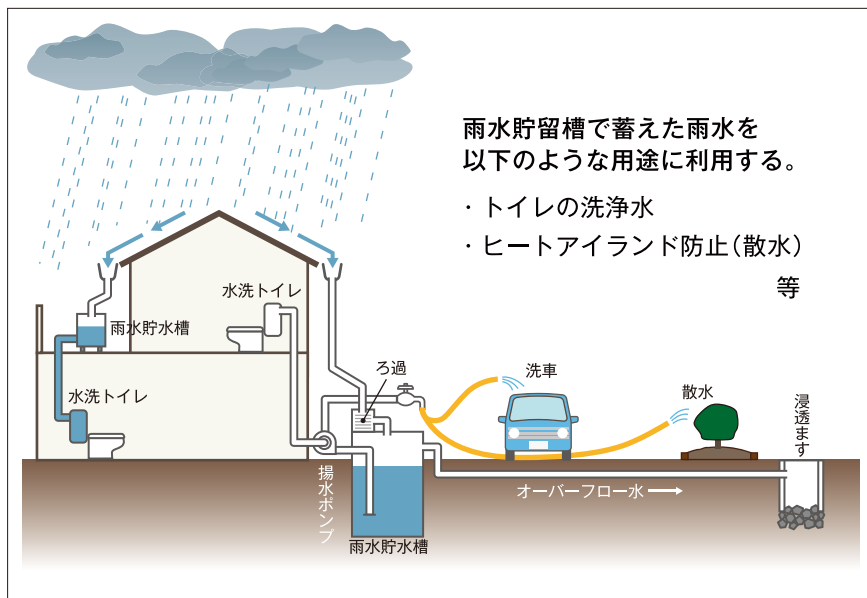 雨水貯留槽で蓄えた雨水を
以下のような用途に利用する。
・トイレの洗浄水
・ヒートアイランド防止(散水)
等
水洗トイレ
雨水貯水槽
水洗トイレ
ろ過
洗車
散水
浸透ます
揚水ポンプ
オーバーフロー水
雨水貯水槽